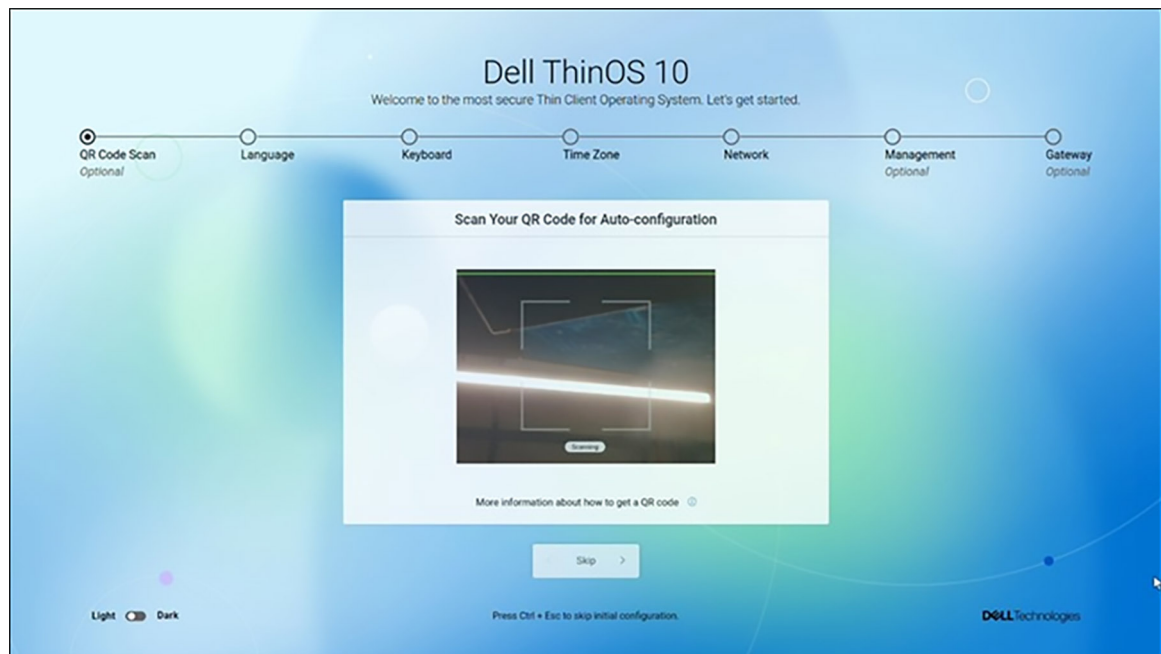 Dell ThinOS 10
Welcome to the most secure Thin Client Operating System. Let's get started.
QR Code Scan
Optional
Language
Keyboard
Time Zone
Network
Management
Optional
Gateway
Optional
Scan Your QR Code for Auto-configuration
Scanning
More information about how to get a QR code
Skip
Light Dark
Press Ctrl + Esc to skip initial configuration.
DELL Technologies